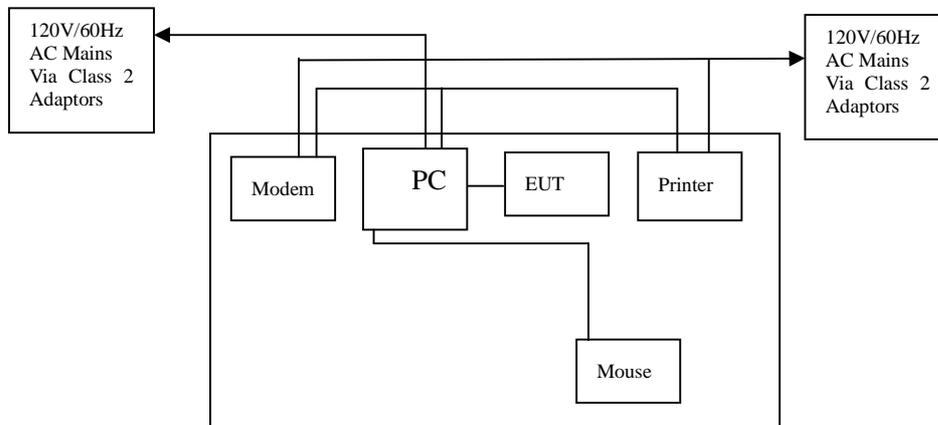 120V/60Hz
AC Mains
Via Class 2
Adaptors
120V/60Hz
AC Mains
Via Class 2
Adaptors
Modem
PC
EUT
Printer
Mouse